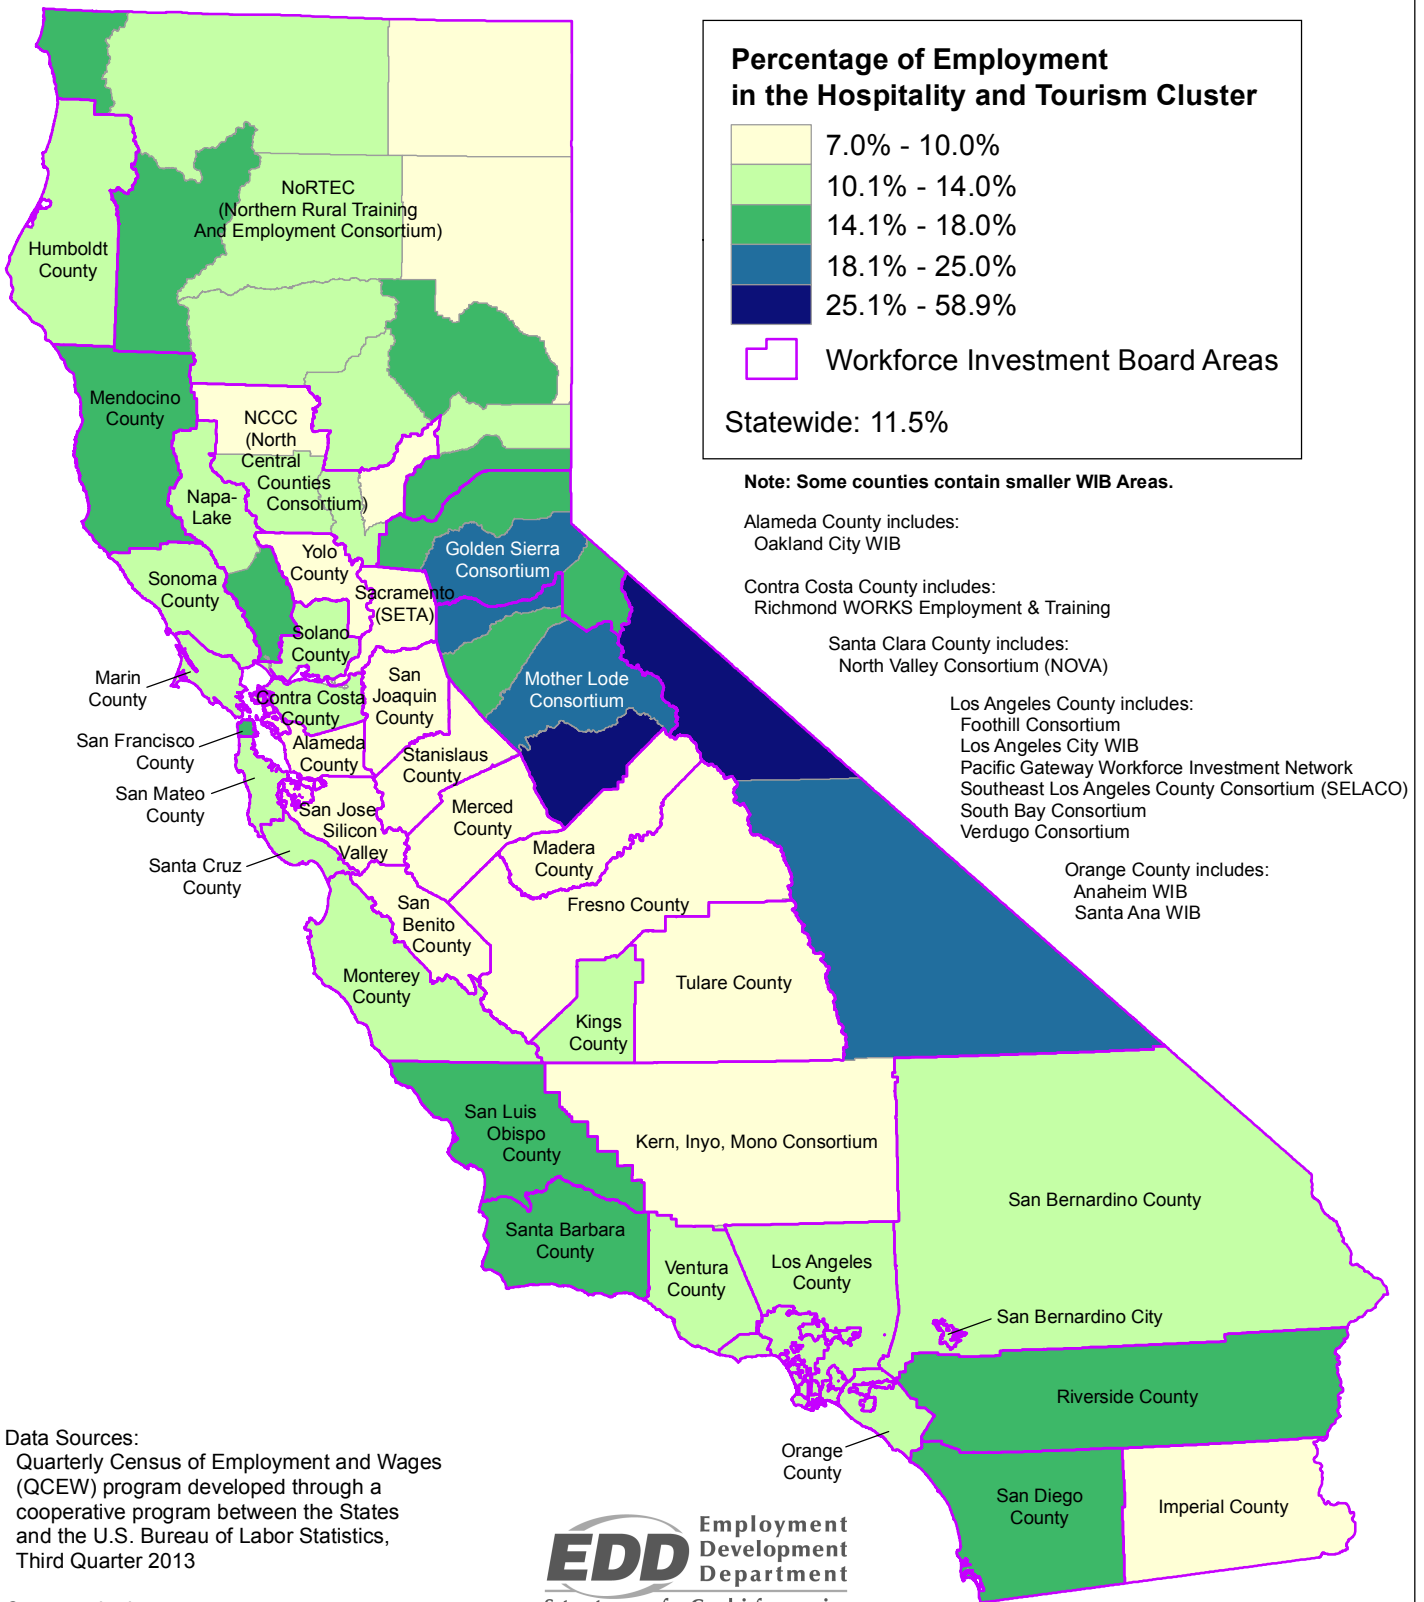 Percentage of Employment
in the Hospitality and Tourism Cluster
7.0% - 10.0%
10.1% - 14.0%
14.1% - 18.0%
18.1% - 25.0%
25.1% - 58.9%
Workforce Investment Board Areas
Statewide: 11.5%
Note: Some counties contain smaller WIB Areas.
Alameda County includes:
Oakland City WIB
Contra Costa County includes:
Richmond WORKS Employment & Training
Santa Clara County includes:
North Valley Consortium (NOVA)
Los Angeles County includes:
Foothill Consortium
Los Angeles City WIB
Pacific Gateway Workforce Investment Network
Southeast Los Angeles County Consortium (SELACO)
South Bay Consortium
Verdugo Consortium
Orange County includes:
Anaheim WIB
Santa Ana WIB
NoRTEC
(Northern Rural Training
And Employment Consortium)
Humboldt
County
Mendocino
County
NCCC
(North
Central
Counties
Consortium)
Napa-
Lake
Yolo
County
Golden Sierra
Consortium
Sonoma
County
Sacramento
(SETA)
Solano
County
Marin
County
Contra Costa
County
San
Joaquin
County
Mother Lode
Consortium
San Francisco
County
Alameda
County
Stanislaus
County
San Mateo
County
San Jose
Silicon
Valley
Merced
County
Madera
County
Santa Cruz
County
San
Benito
County
Fresno County
Monterey
County
Tulare County
Kings
County
San Luis
Obispo
County
Kern, Inyo, Mono Consortium
San Bernardino County
Santa Barbara
County
Ventura
County
Los Angeles
County
San Bernardino City
Riverside County
Orange
County
San Diego
County
Imperial County
Data Sources:
Quarterly Census of Employment and Wages
(QCEW) program developed through a
cooperative program between the States
and the U.S. Bureau of Labor Statistics,
Third Quarter 2013
EDD
Employment
Development
Department